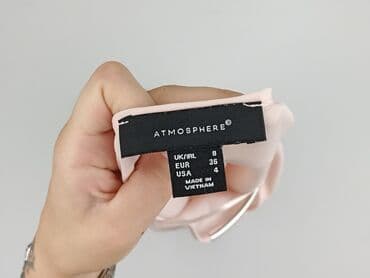 ATMOSPHERE®
UK/IRL 8
EUR 36
USA 4
MADE IN
VIETNAM